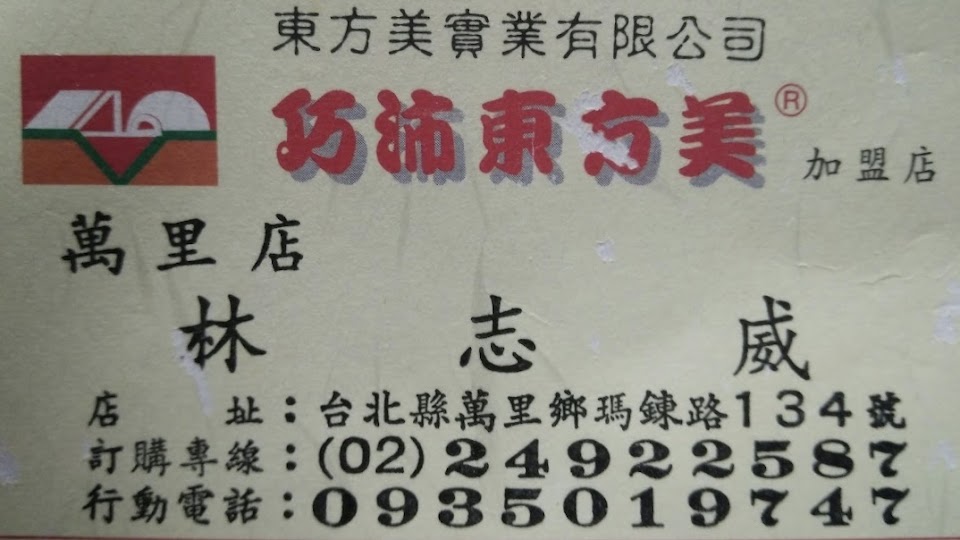 東方美實業有限公司
巧沛東方美® 加盟店
萬里店
林志威
店址：台北縣萬里鄉瑪鍊路134號
訂購專線：(02)24922587
行動電話：0935019747